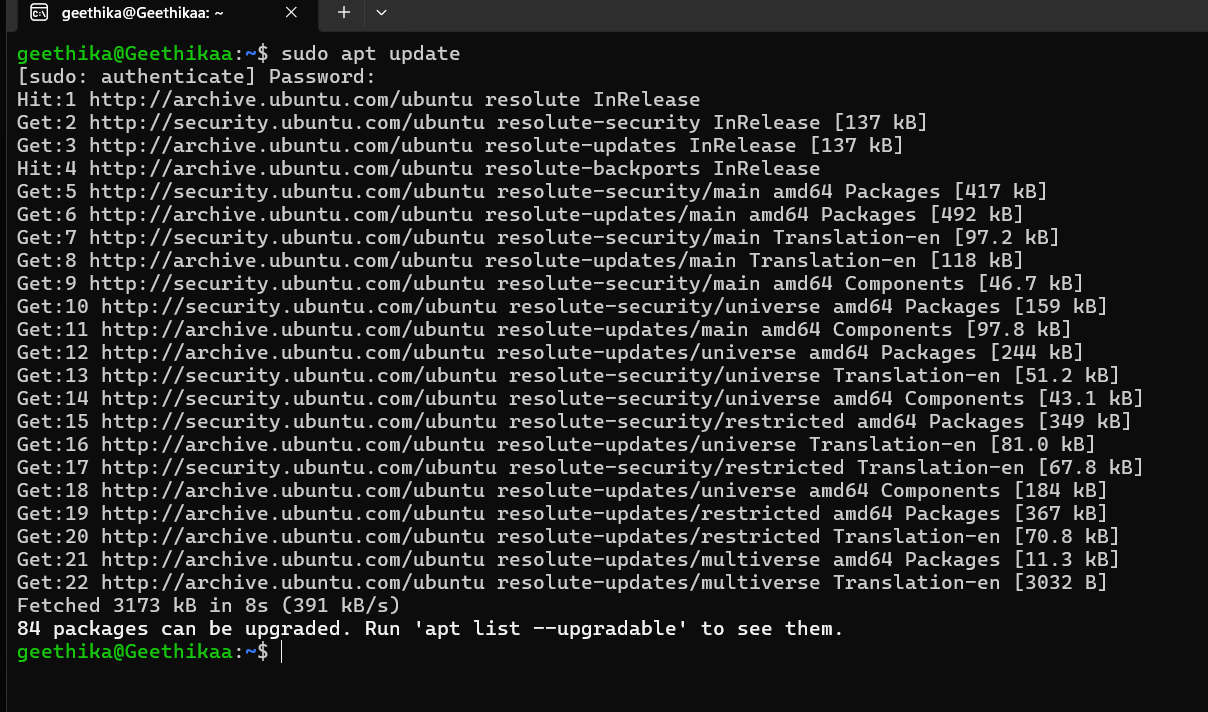 geethika@Geethikaa: ~
geethika@Geethikaa:~$ sudo apt update
[sudo: authenticate] Password:
Hit:1 http://archive.ubuntu.com/ubuntu resolute InRelease
Get:2 http://security.ubuntu.com/ubuntu resolute-security InRelease [137 kB]
Get:3 http://archive.ubuntu.com/ubuntu resolute-updates InRelease [137 kB]
Hit:4 http://archive.ubuntu.com/ubuntu resolute-backports InRelease
Get:5 http://security.ubuntu.com/ubuntu resolute-security/main amd64 Packages [417 kB]
Get:6 http://archive.ubuntu.com/ubuntu resolute-updates/main amd64 Packages [492 kB]
Get:7 http://security.ubuntu.com/ubuntu resolute-security/main Translation-en [97.2 kB]
Get:8 http://archive.ubuntu.com/ubuntu resolute-updates/main Translation-en [118 kB]
Get:9 http://security.ubuntu.com/ubuntu resolute-security/main amd64 Components [46.7 kB]
Get:10 http://security.ubuntu.com/ubuntu resolute-security/universe amd64 Packages [159 kB]
Get:11 http://archive.ubuntu.com/ubuntu resolute-updates/main amd64 Components [97.8 kB]
Get:12 http://archive.ubuntu.com/ubuntu resolute-updates/universe amd64 Packages [244 kB]
Get:13 http://security.ubuntu.com/ubuntu resolute-security/universe Translation-en [51.2 kB]
Get:14 http://security.ubuntu.com/ubuntu resolute-security/universe amd64 Components [43.1 kB]
Get:15 http://security.ubuntu.com/ubuntu resolute-security/restricted amd64 Packages [349 kB]
Get:16 http://archive.ubuntu.com/ubuntu resolute-updates/universe Translation-en [81.0 kB]
Get:17 http://security.ubuntu.com/ubuntu resolute-security/restricted Translation-en [67.8 kB]
Get:18 http://archive.ubuntu.com/ubuntu resolute-updates/universe amd64 Components [184 kB]
Get:19 http://archive.ubuntu.com/ubuntu resolute-updates/restricted amd64 Packages [367 kB]
Get:20 http://archive.ubuntu.com/ubuntu resolute-updates/restricted Translation-en [70.8 kB]
Get:21 http://archive.ubuntu.com/ubuntu resolute-updates/multiverse amd64 Packages [11.3 kB]
Get:22 http://archive.ubuntu.com/ubuntu resolute-updates/multiverse Translation-en [3032 B]
Fetched 3173 kB in 8s (391 kB/s)
84 packages can be upgraded. Run 'apt list --upgradable' to see them.
geethika@Geethikaa:~$